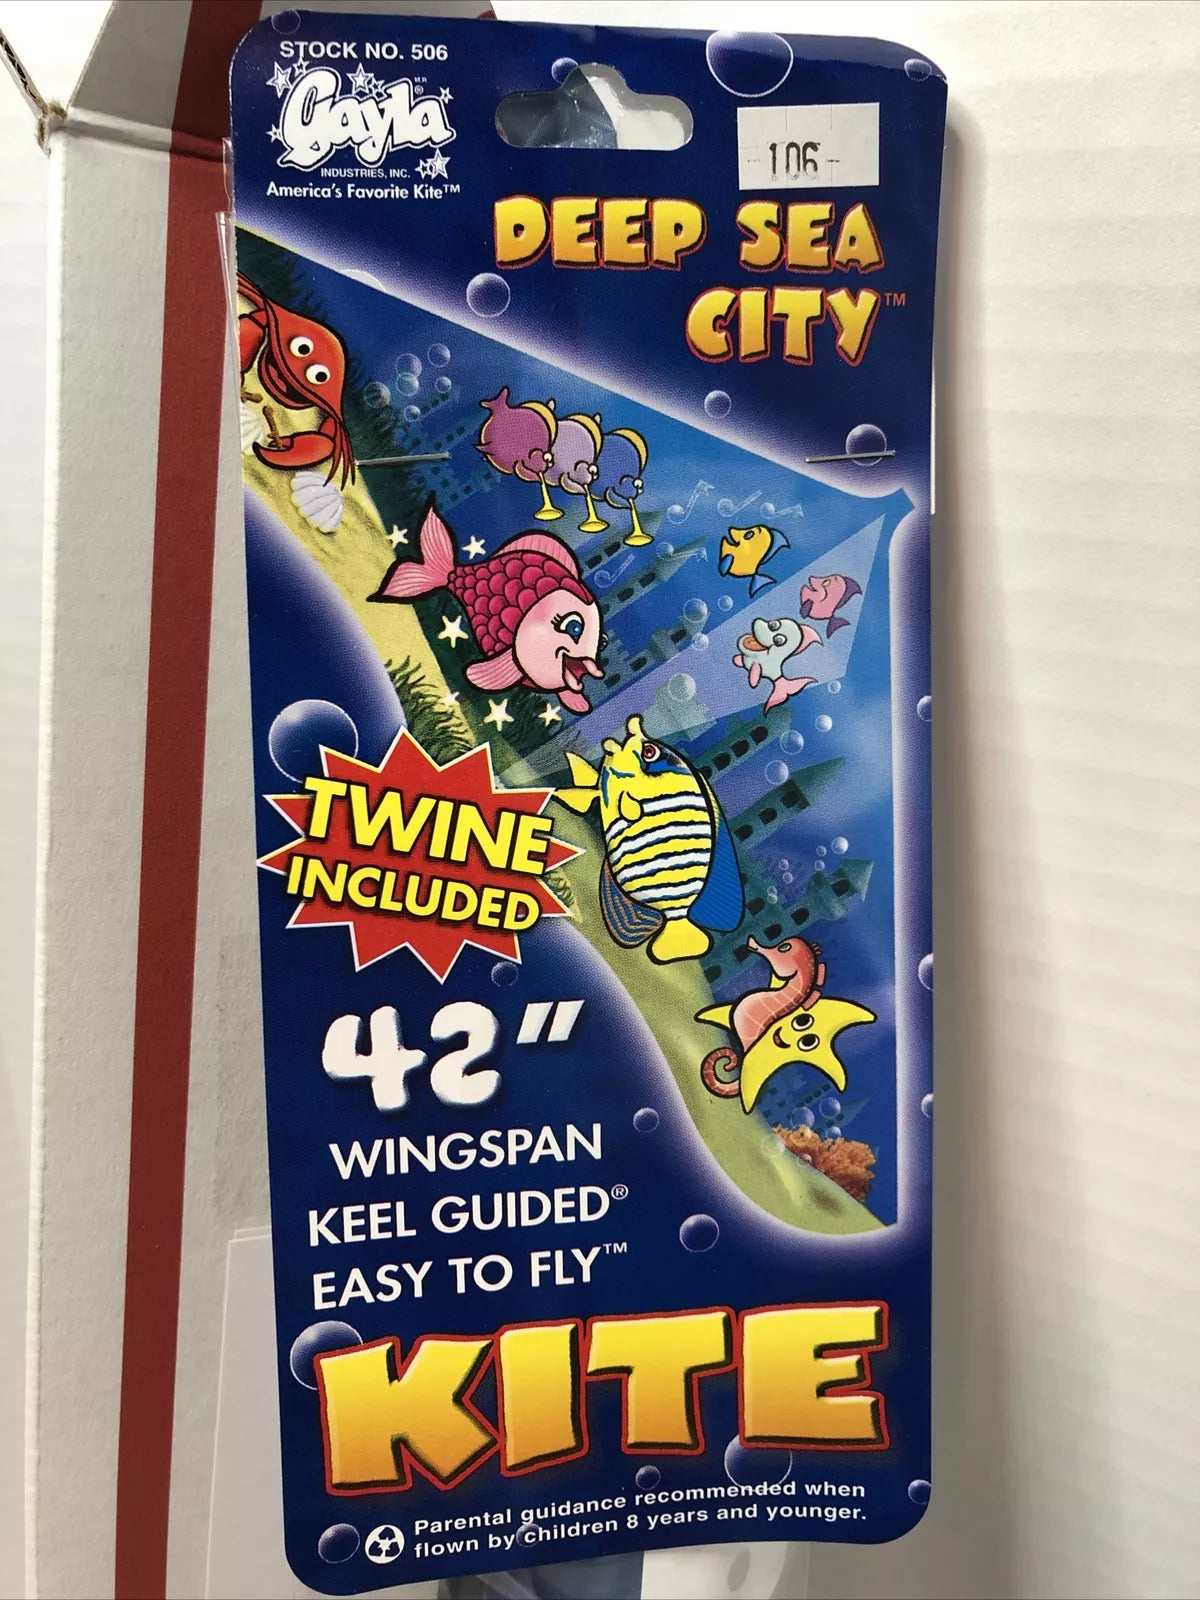 STOCK NO. 506
Gayla M.R. ®
INDUSTRIES, INC.
America's Favorite Kite™
-106-
DEEP SEA
CITY™
TWINE
INCLUDED
42"
WINGSPAN
KEEL GUIDED®
EASY TO FLY™
KITE
Parental guidance recommended when
flown by children 8 years and younger.